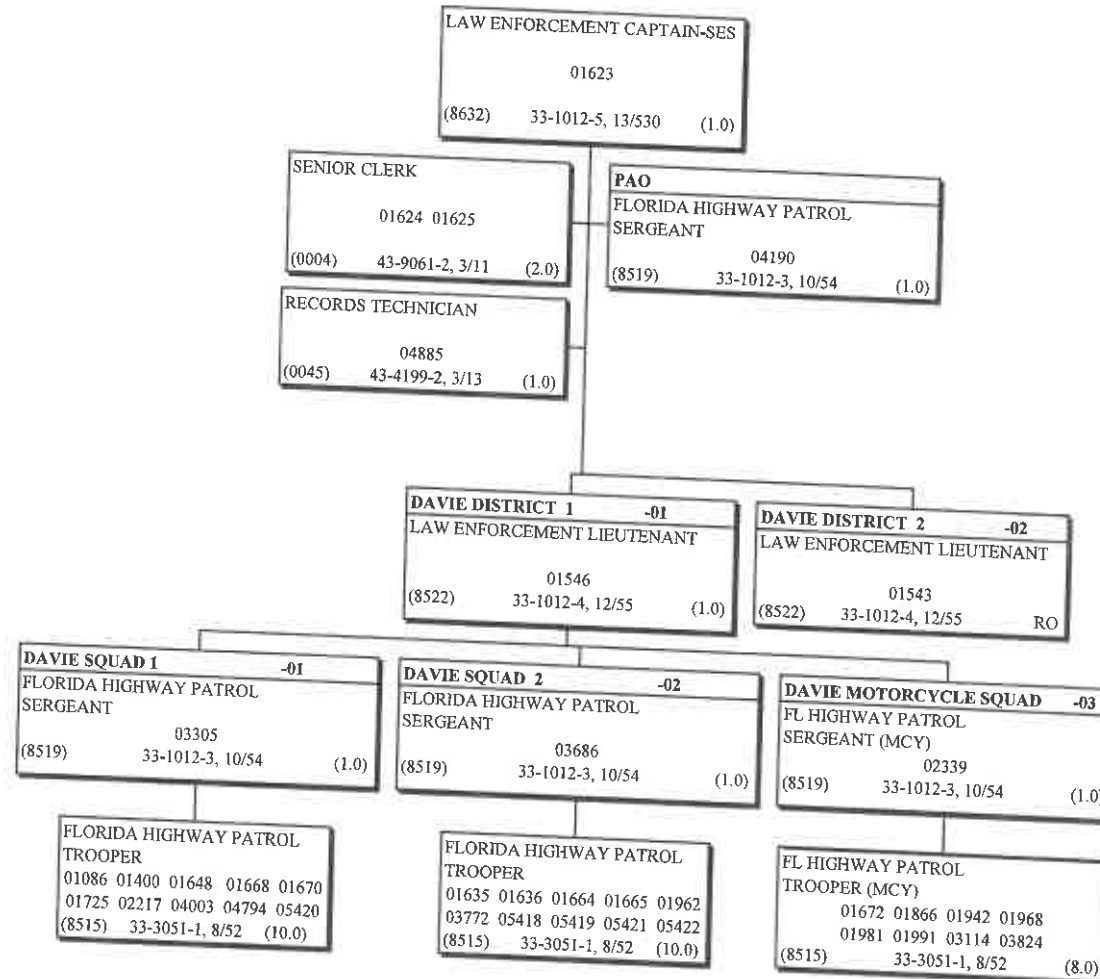 LAW ENFORCEMENT CAPTAIN-SES
01623
(8632) 33-1012-5, 13/530 (1.0)
SENIOR CLERK
01624 01625
(0004) 43-9061-2, 3/11 (2.0)
PAO
FLORIDA HIGHWAY PATROL
SERGEANT
04190
(8519) 33-1012-3, 10/54 (1.0)
RECORDS TECHNICIAN
04885
(0045) 43-4199-2, 3/13 (1.0)
DAVIE DISTRICT 1 -01
LAW ENFORCEMENT LIEUTENANT
01546
(8522) 33-1012-4, 12/55 (1.0)
DAVIE DISTRICT 2 -02
LAW ENFORCEMENT LIEUTENANT
01543
(8522) 33-1012-4, 12/55 RO
DAVIE SQUAD 1 -01
FLORIDA HIGHWAY PATROL
SERGEANT
03305
(8519) 33-1012-3, 10/54 (1.0)
DAVIE SQUAD 2 -02
FLORIDA HIGHWAY PATROL
SERGEANT
03686
(8519) 33-1012-3, 10/54 (1.0)
DAVIE MOTORCYCLE SQUAD -03
FL HIGHWAY PATROL
SERGEANT (MCY)
02339
(8519) 33-1012-3, 10/54 (1.0)
FLORIDA HIGHWAY PATROL
TROOPER
01086 01400 01648 01668 01670
01725 02217 04003 04794 05420
(8515) 33-3051-1, 8/52 (10.0)
FLORIDA HIGHWAY PATROL
TROOPER
01635 01636 01664 01665 01962
03772 05418 05419 05421 05422
(8515) 33-3051-1, 8/52 (10.0)
FL HIGHWAY PATROL
TROOPER (MCY)
01672 01866 01942 01968
01981 01991 03114 03824
(8515) 33-3051-1, 8/52 (8.0)